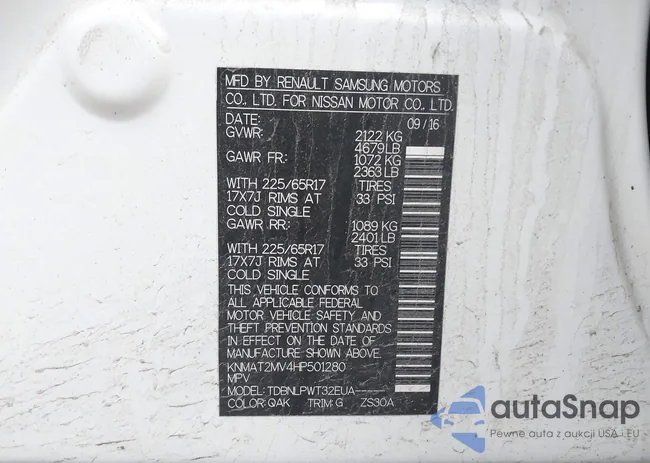 MFD BY RENAULT SAMSUNG MOTORS
CO., LTD. FOR NISSAN MOTOR CO., LTD.
DATE: 09/16
GVWR: 2122 KG
4679LB
GAWR FR.: 1072 KG
2363 LB
WITH 225/65R17 TIRES
17X7J RIMS AT 33 PSI
COLD SINGLE
GAWR RR.: 1089 KG
2401 LB
WITH 225/65R17 TIRES
17X7J RIMS AT 33 PSI
COLD SINGLE
THIS VEHICLE CONFORMS TO
ALL APPLICABLE FEDERAL
MOTOR VEHICLE SAFETY AND
THEFT PREVENTION STANDARDS
IN EFFECT ON THE DATE OF
MANUFACTURE SHOWN ABOVE.
KNMAT2MV4HP501280
MPV
MODEL: TDBNLPWT32EUA-----
COLOR: QAK TRIM: G ZS30A
autoSnap
Pewne auta z aukcji USA i EU